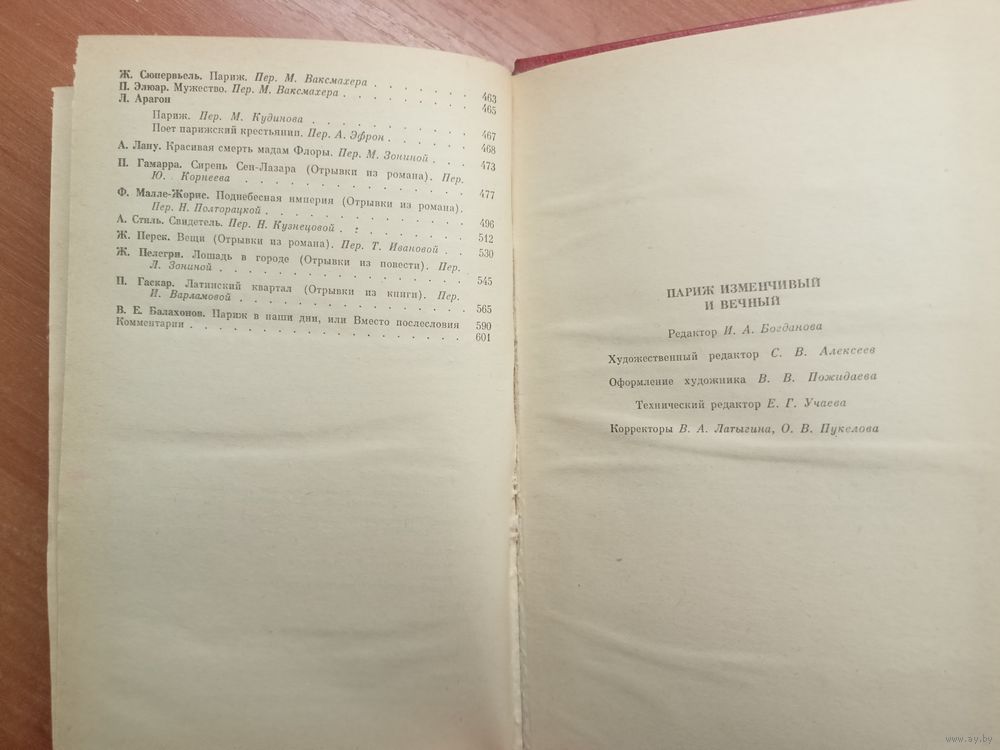 Ж. Сюпервьель. Париж. Пер. М. Ваксмахера . . . . . . . 463
П. Элюар. Мужество. Пер. М. Ваксмахера . . . . . . . . 465
Л. Арагон
Париж. Пер. М. Кудинова . . . . . . . . . . 467
Поет парижский крестьянин. Пер. А. Эфрон . . . . . 468
А. Лану. Красивая смерть мадам Флоры. Пер. М. Зониной . . . 473
П. Гамарра. Сирень Сен-Лазара (Отрывки из романа). Пер.
Ю. Корнеева . . . . . . . . . . . . . . 477
Ф. Малле-Жорис. Поднебесная империя (Отрывки из романа).
Пер. Н. Полторацкой . . . . . . . . . . . . 496
А. Стиль. Свидетель. Пер. Н. Кузнецовой . . . . . . . . 512
Ж. Перек. Вещи (Отрывки из романа). Пер. Т. Ивановой . . 530
Ж. Пелегри. Лошадь в городе (Отрывки из повести). Пер.
Л. Зониной . . . . . . . . . . . . . . 545
П. Гаскар. Латинский квартал (Отрывки из книги). Пер.
И. Варламовой . . . . . . . . . . . . . . 565
В. Е. Балахонов. Париж в наши дни, или Вместо послесловия 590
Комментарии . . . . . . . . . . . . . . . . . 601
ПАРИЖ ИЗМЕНЧИВЫЙ
И ВЕЧНЫЙ
Редактор И. А. Богданова
Художественный редактор С. В. Алексеев
Оформление художника В. В. Пожидаева
Технический редактор Е. Г. Учаева
Корректоры В. А. Латыгина, О. В. Пукелова
www.ay.by